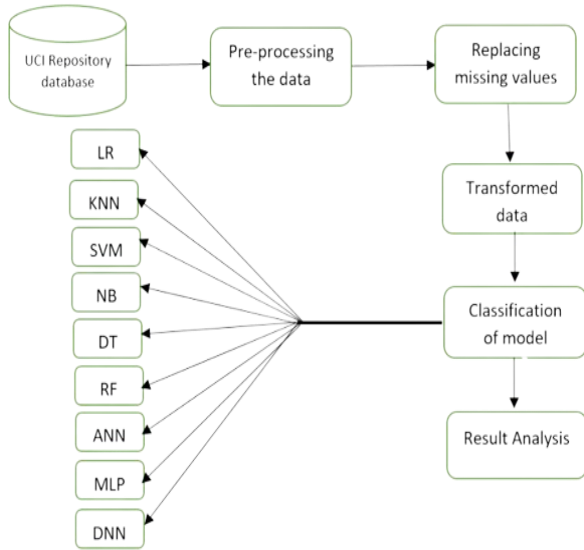 UCI Repository
database
Pre-processing
the data
Replacing
missing values
Transformed
data
Classification
of model
Result Analysis
LR
KNN
SVM
NB
DT
RF
ANN
MLP
DNN